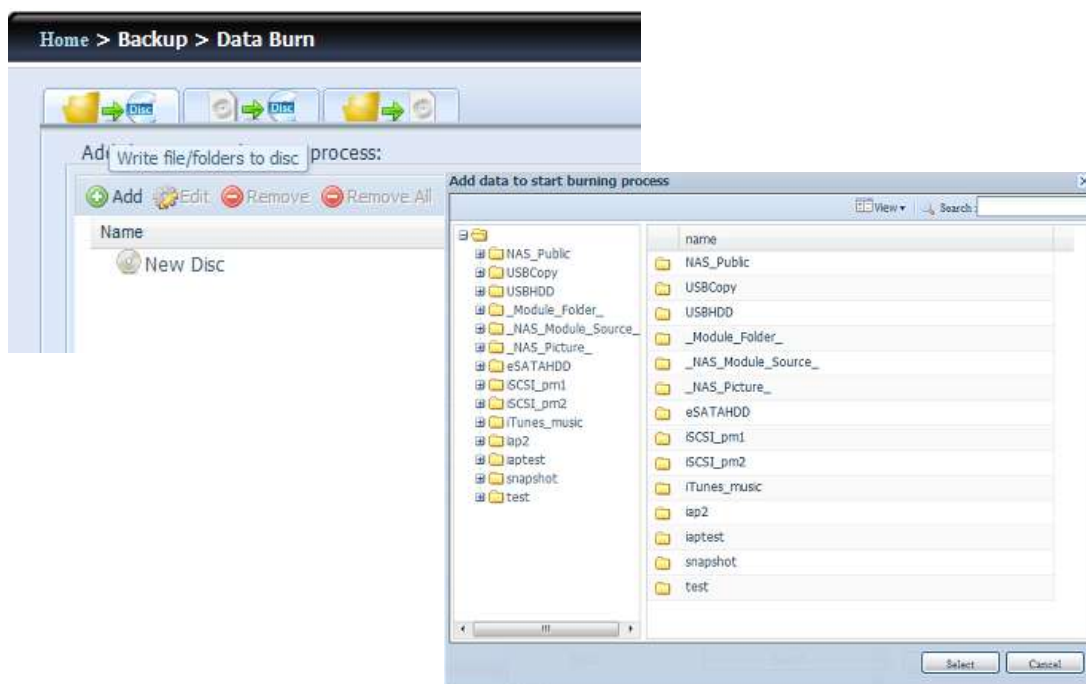 Home > Backup > Data Burn
Disc
Disc
Add
Write file/folders to disc
process:
Add Edit Remove Remove All
Name
New Disc
Add data to start burning process
View Search:
NAS_Public
USBCopy
USBHDD
_Module_Folder_
_NAS_Module_Source_
_NAS_Picture_
eSATAHDD
iSCSI_pm1
iSCSI_pm2
iTunes_music
iap2
iaptest
snapshot
test
name
NAS_Public
USBCopy
USBHDD
_Module_Folder_
_NAS_Module_Source_
_NAS_Picture_
eSATAHDD
iSCSI_pm1
iSCSI_pm2
iTunes_music
iap2
iaptest
snapshot
test
Select Cancel